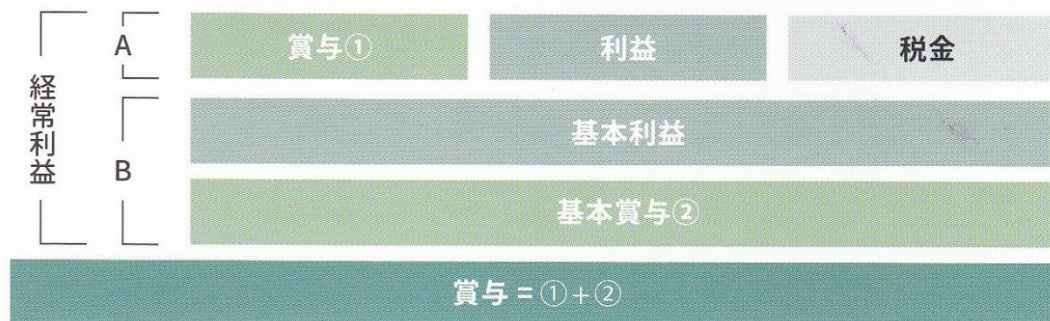 経常利益
A
賞与①
利益
税金
B
基本利益
基本賞与②
賞与=①+②